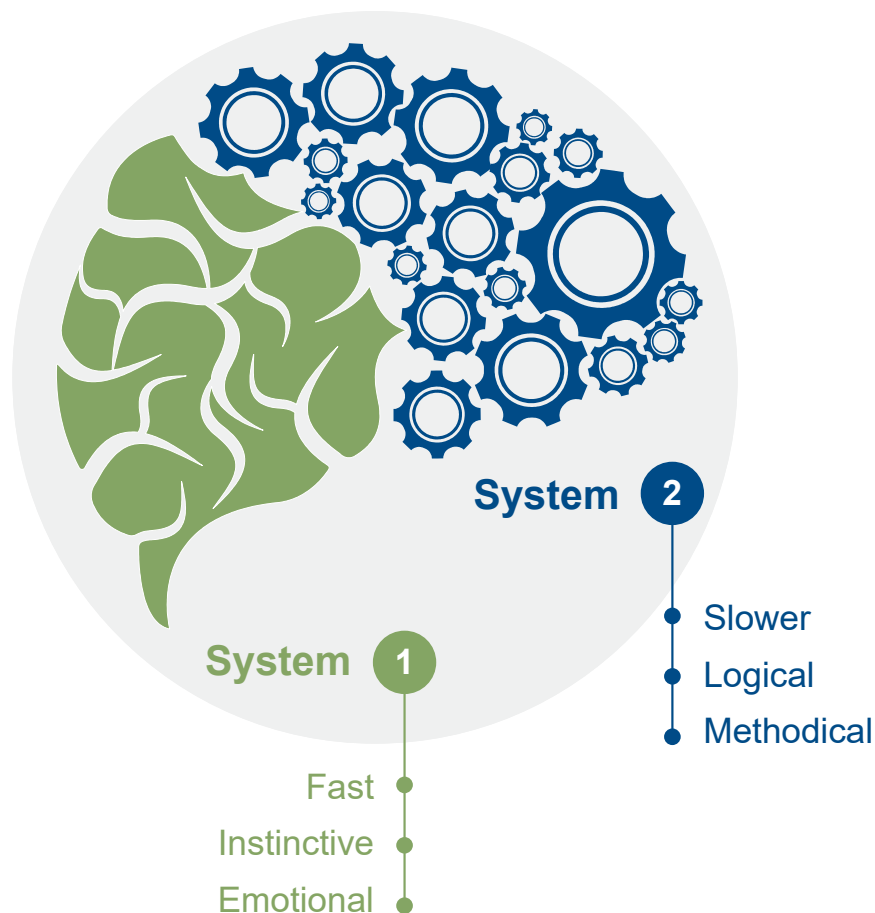 System 2
Slower
Logical
Methodical
System 1
Fast
Instinctive
Emotional